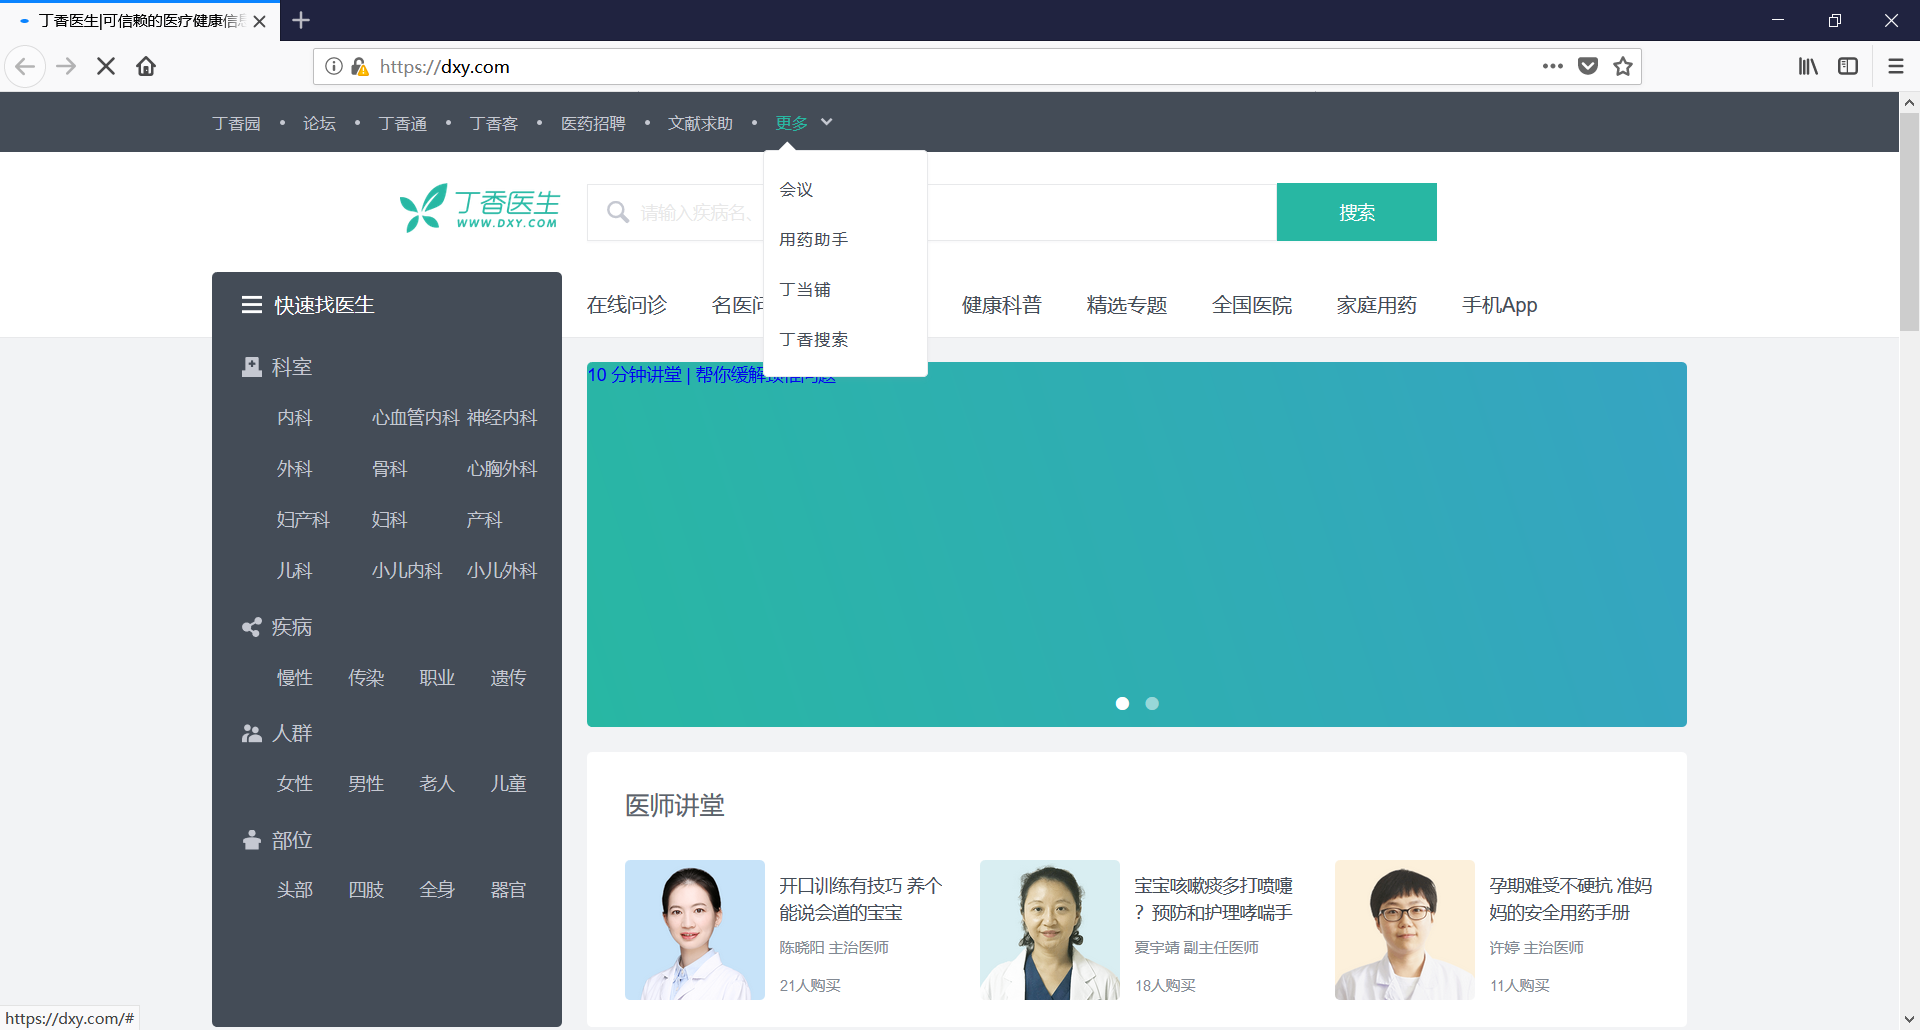 丁香医生|可信赖的医疗健康信
https://dxy.com
丁香园 • 论坛 • 丁香通 • 丁香客 • 医药招聘 • 文献求助 • 更多
会议
用药助手
丁当铺
丁香搜索
丁香医生
WWW.DXY.COM
请输入疾病名、
搜索
快速找医生
在线问诊 名医问 健康科普 精选专题 全国医院 家庭用药 手机App
科室
内科 心血管内科 神经内科
外科 骨科 心胸外科
妇产科 妇科 产科
儿科 小儿内科 小儿外科
疾病
慢性 传染 职业 遗传
人群
女性 男性 老人 儿童
部位
头部 四肢 全身 器官
10 分钟讲堂 | 帮你缓解颈椎问题
医师讲堂
开口训练有技巧 养个
能说会道的宝宝
陈晓阳 主治医师
21人购买
宝宝咳嗽痰多打喷嚏
？预防和护理哮喘手
夏宇靖 副主任医师
18人购买
孕期难受不硬抗 准妈
妈的安全用药手册
许婷 主治医师
11人购买
https://dxy.com/#